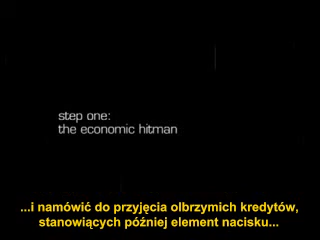 step one:
the economic hitman
...i namówić do przyjęcia olbrzymich kredytów,
stanowiących później element nacisku...